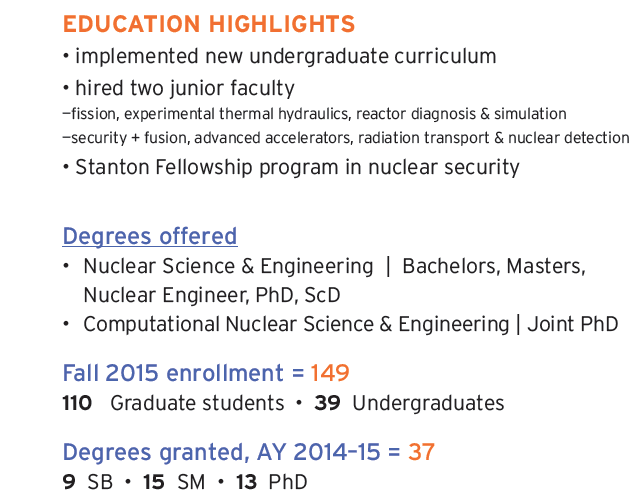 EDUCATION HIGHLIGHTS
• implemented new undergraduate curriculum
• hired two junior faculty
–fission, experimental thermal hydraulics, reactor diagnosis & simulation
–security + fusion, advanced accelerators, radiation transport & nuclear detection
• Stanton Fellowship program in nuclear security
Degrees offered
• Nuclear Science & Engineering | Bachelors, Masters,
Nuclear Engineer, PhD, ScD
• Computational Nuclear Science & Engineering | Joint PhD
Fall 2015 enrollment = 149
110 Graduate students • 39 Undergraduates
Degrees granted, AY 2014–15 = 37
9 SB • 15 SM • 13 PhD